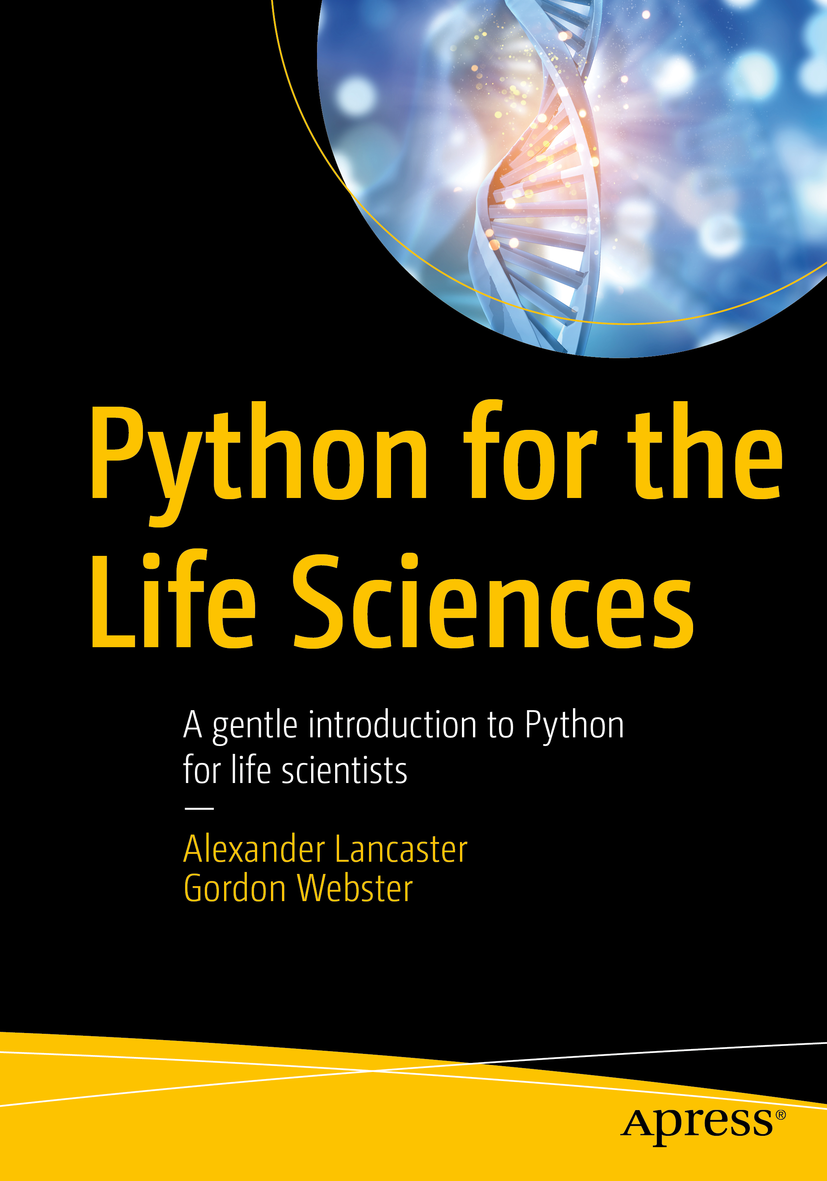 Python for the
Life Sciences
A gentle introduction to Python
for life scientists
—
Alexander Lancaster
Gordon Webster
Apress®